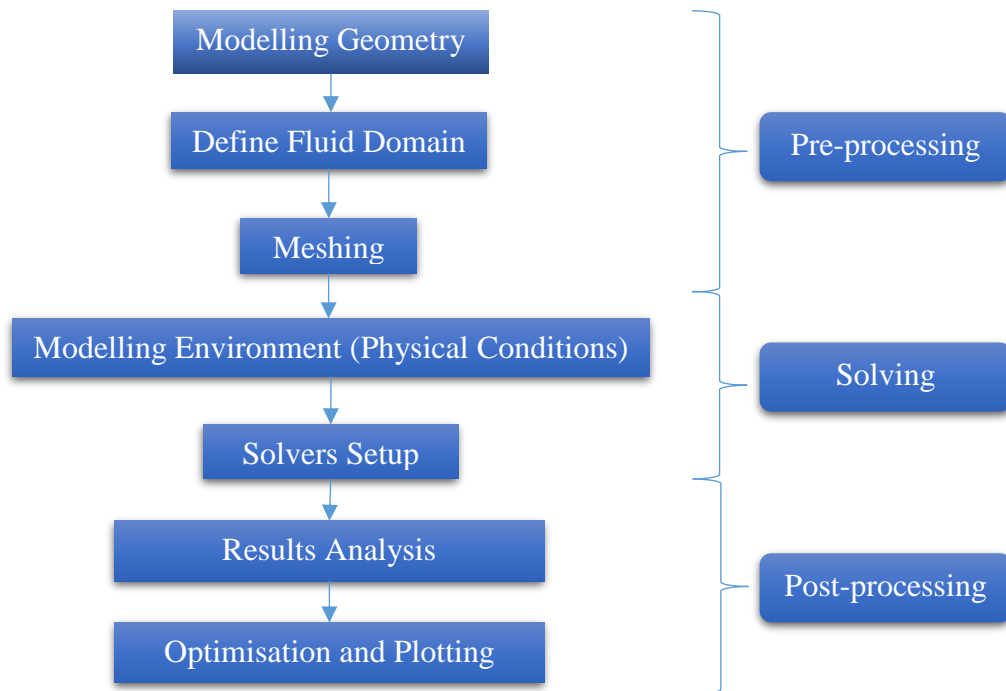 Modelling Geometry
Define Fluid Domain
Meshing
Modelling Environment (Physical Conditions)
Solvers Setup
Results Analysis
Optimisation and Plotting
Pre-processing
Solving
Post-processing